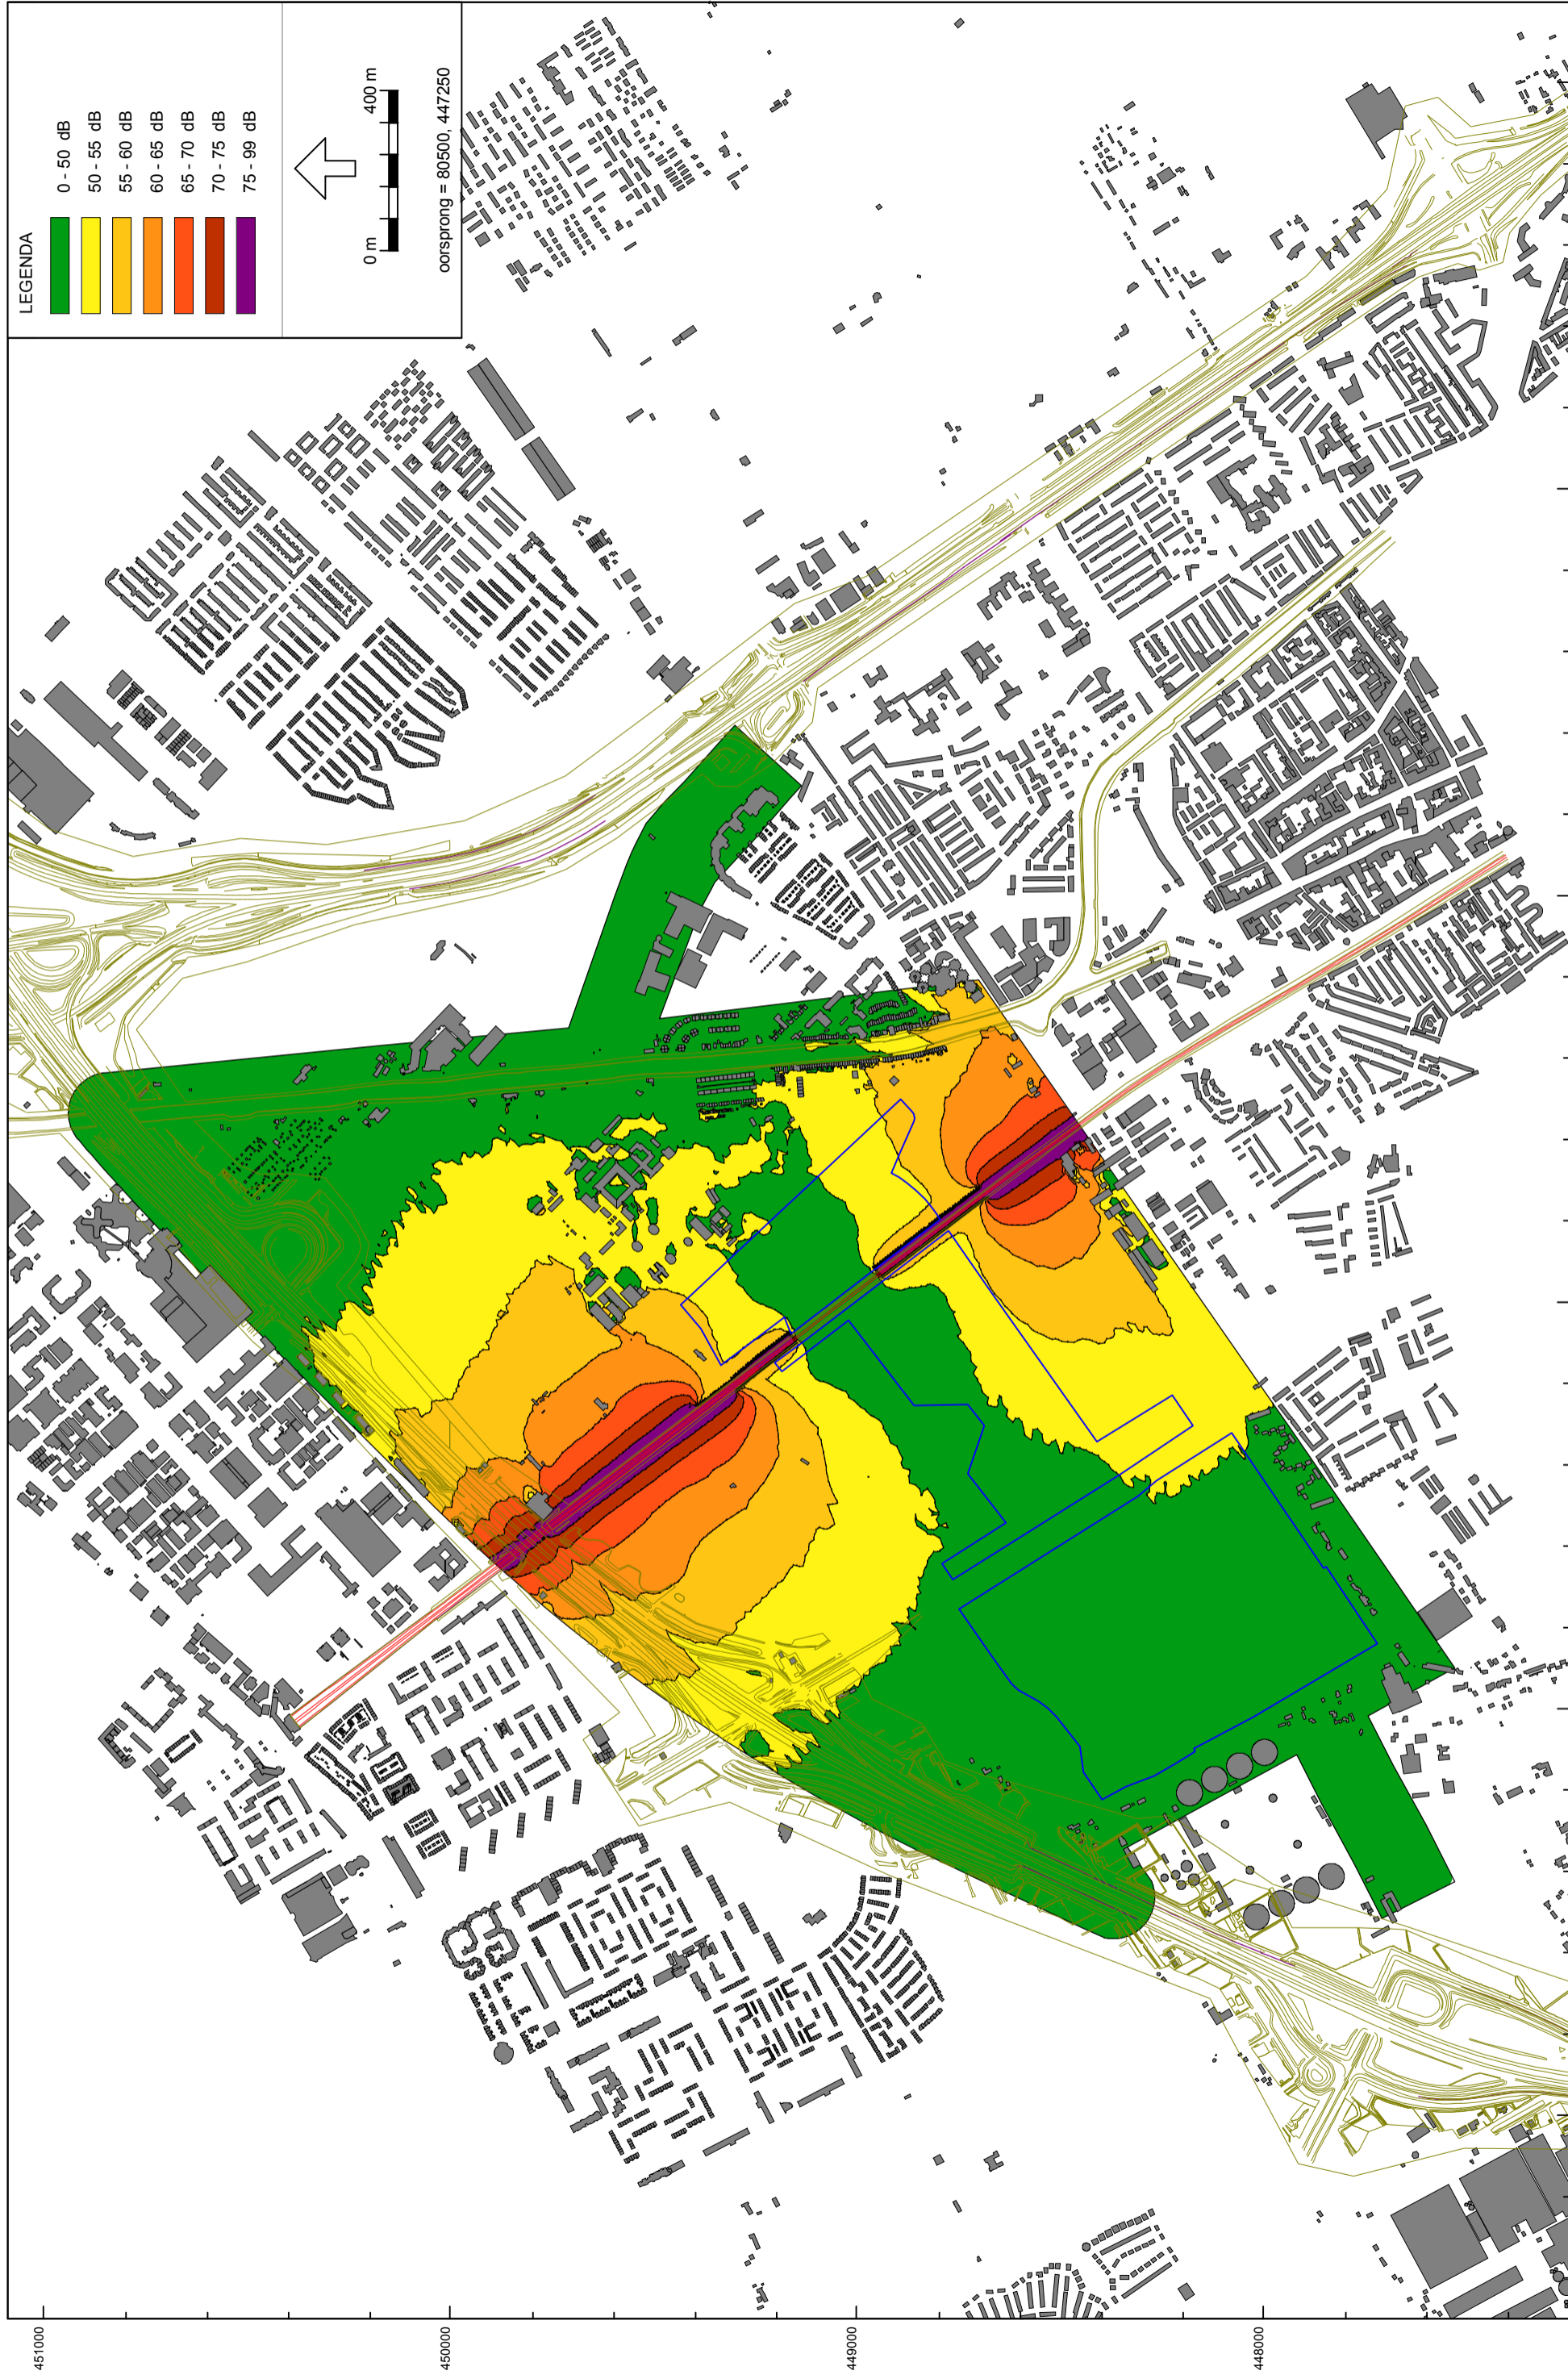 LEGENDA
0 - 50 dB
50 - 55 dB
55 - 60 dB
60 - 65 dB
65 - 70 dB
70 - 75 dB
75 - 99 dB
0 m 400 m
oorsprong = 80500, 447250
451000
450000
449000
448000